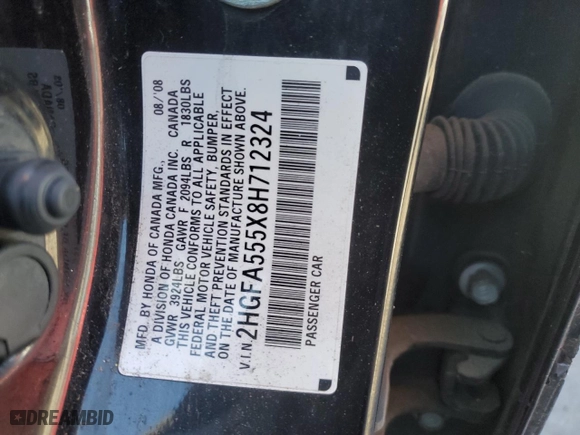 MFD. BY HONDA OF CANADA MFG., 08/'08
A DIVISION OF HONDA CANADA INC. CANADA
GVWR 3924LBS GAWR F 2094LBS R 1830LBS
THIS VEHICLE CONFORMS TO ALL APPLICABLE
FEDERAL MOTOR VEHICLE SAFETY, BUMPER,
AND THEFT PREVENTION STANDARDS IN EFFECT
ON THE DATE OF MANUFACTURE SHOWN ABOVE.
V.I.N. 2HGFA555X8H712324
PASSENGER CAR
DREAMBID